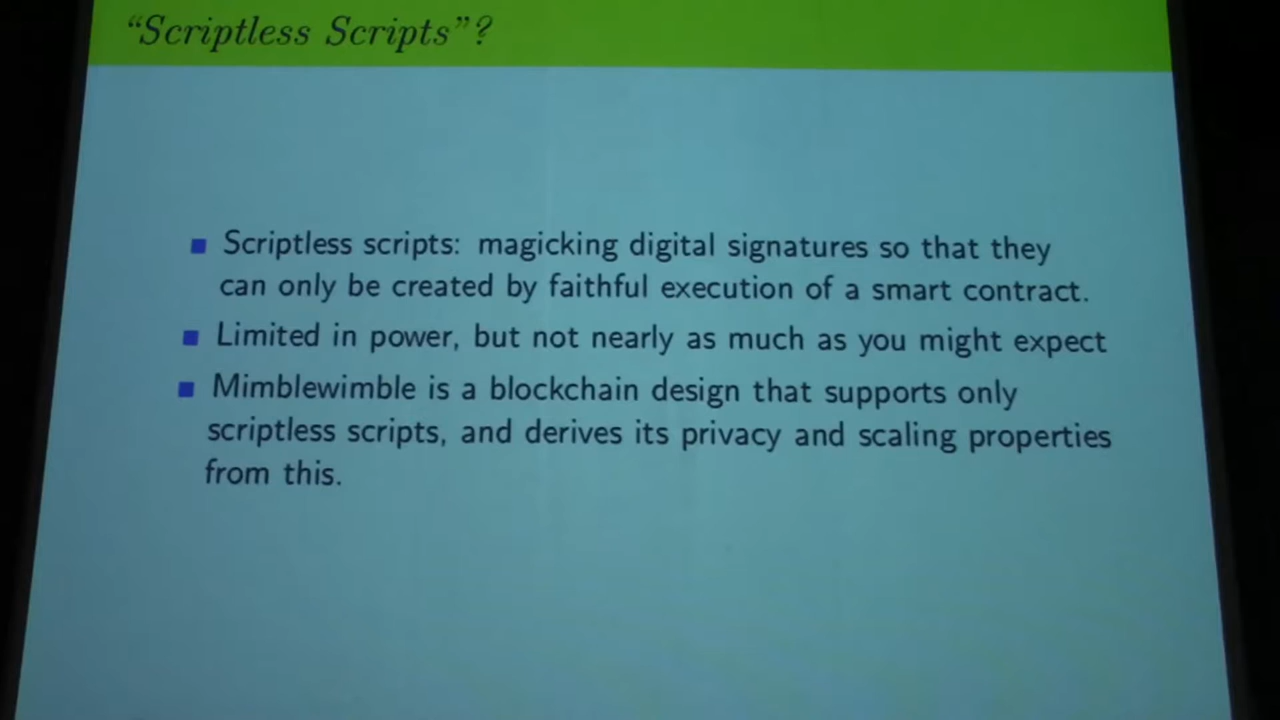 “Scriptless Scripts”?
Scriptless scripts: magicking digital signatures so that they
can only be created by faithful execution of a smart contract.
Limited in power, but not nearly as much as you might expect
Mimblewimble is a blockchain design that supports only
scriptless scripts, and derives its privacy and scaling properties
from this.